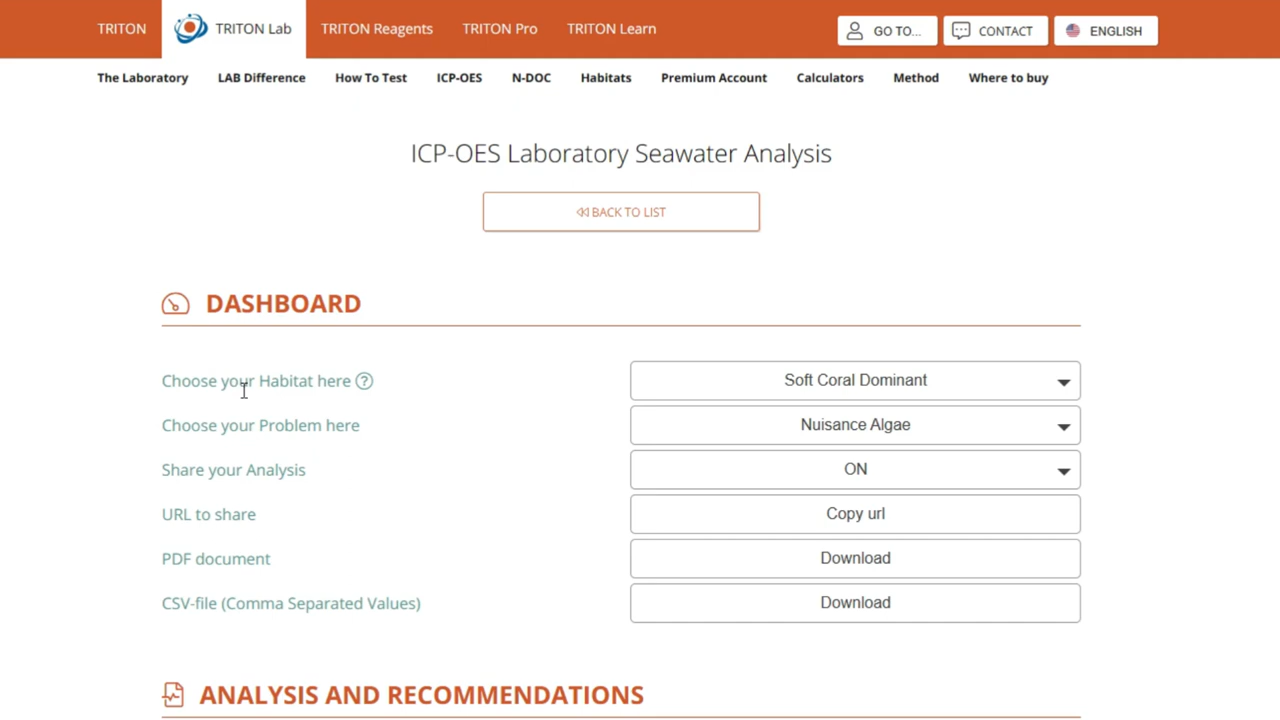 TRITON TRITON Lab TRITON Reagents TRITON Pro TRITON Learn GO TO... CONTACT ENGLISH
The Laboratory LAB Difference How To Test ICP-OES N-DOC Habitats Premium Account Calculators Method Where to buy
ICP-OES Laboratory Seawater Analysis
BACK TO LIST
DASHBOARD
Choose your Habitat here ? Soft Coral Dominant
Choose your Problem here Nuisance Algae
Share your Analysis ON
URL to share Copy url
PDF document Download
CSV-file (Comma Separated Values) Download
ANALYSIS AND RECOMMENDATIONS